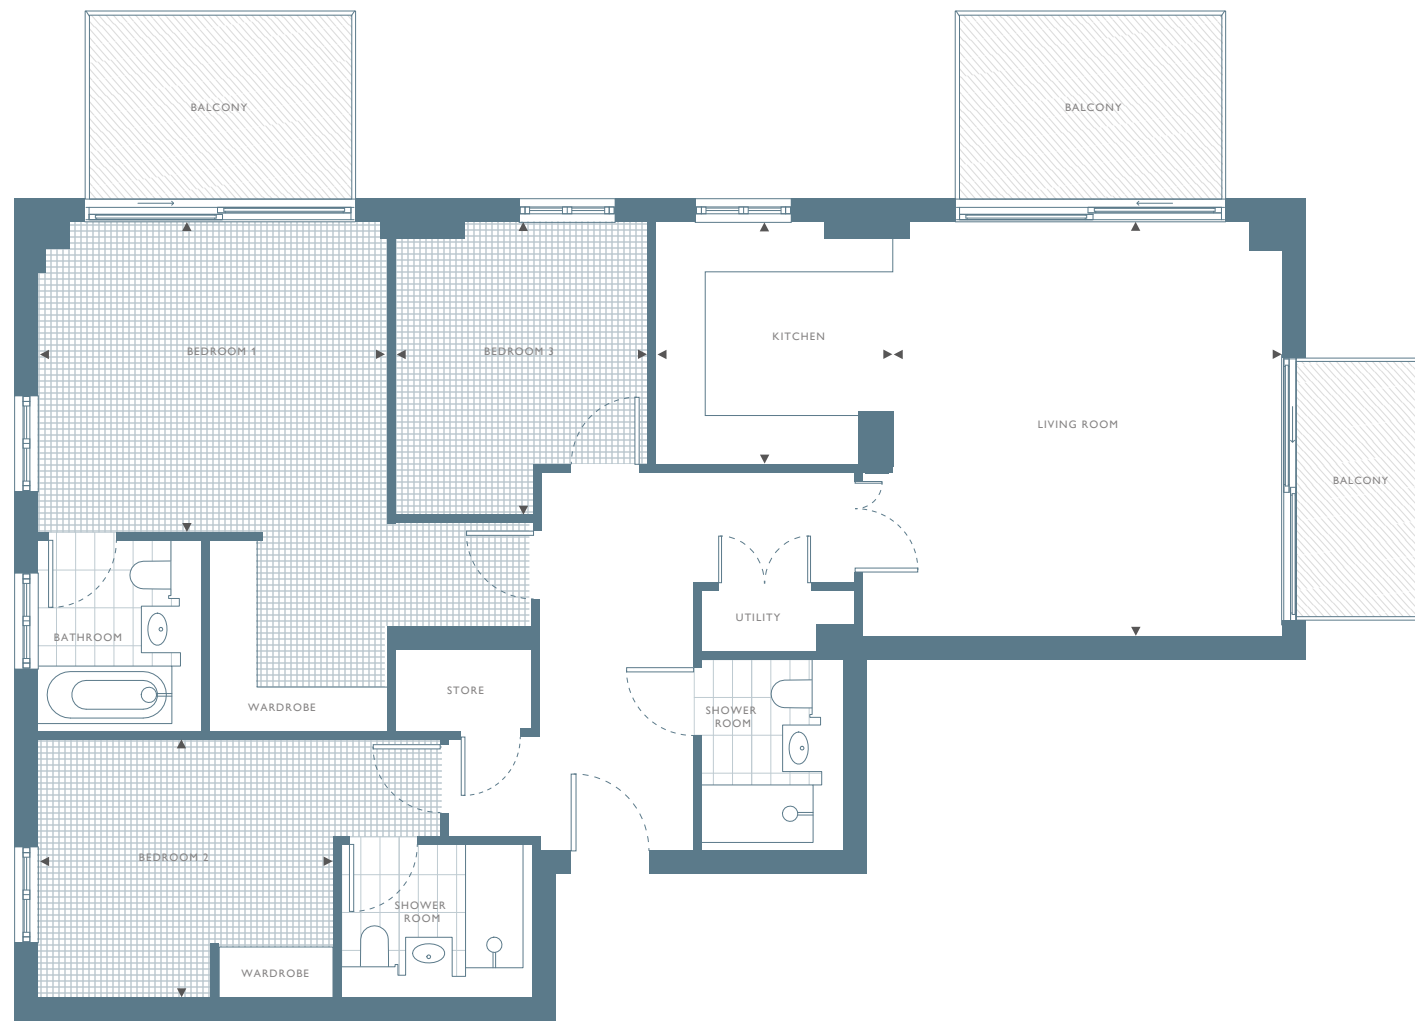 BALCONY
BALCONY
BEDROOM 1
BEDROOM 3
KITCHEN
LIVING ROOM
BALCONY
UTILITY
BATHROOM
STORE
WARDROBE
SHOWER
ROOM
BEDROOM 2
SHOWER
ROOM
WARDROBE